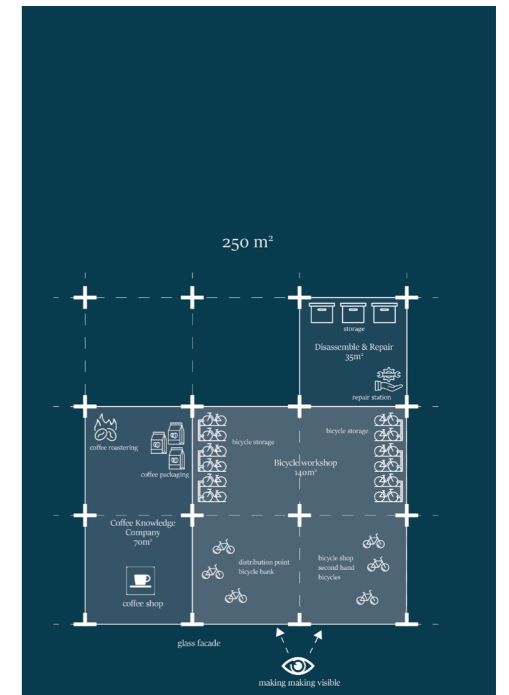 250 m²
storage
Disassemble & Repair
35m²
repair station
coffee roastering
coffee packaging
bicycle storage
bicycle storage
Bicycle workshop
140m²
Coffee Knowledge
Company
70m²
coffee shop
distribution point
bicycle bank
bicycle shop
second hand
bicycles
glass facade
making making visible